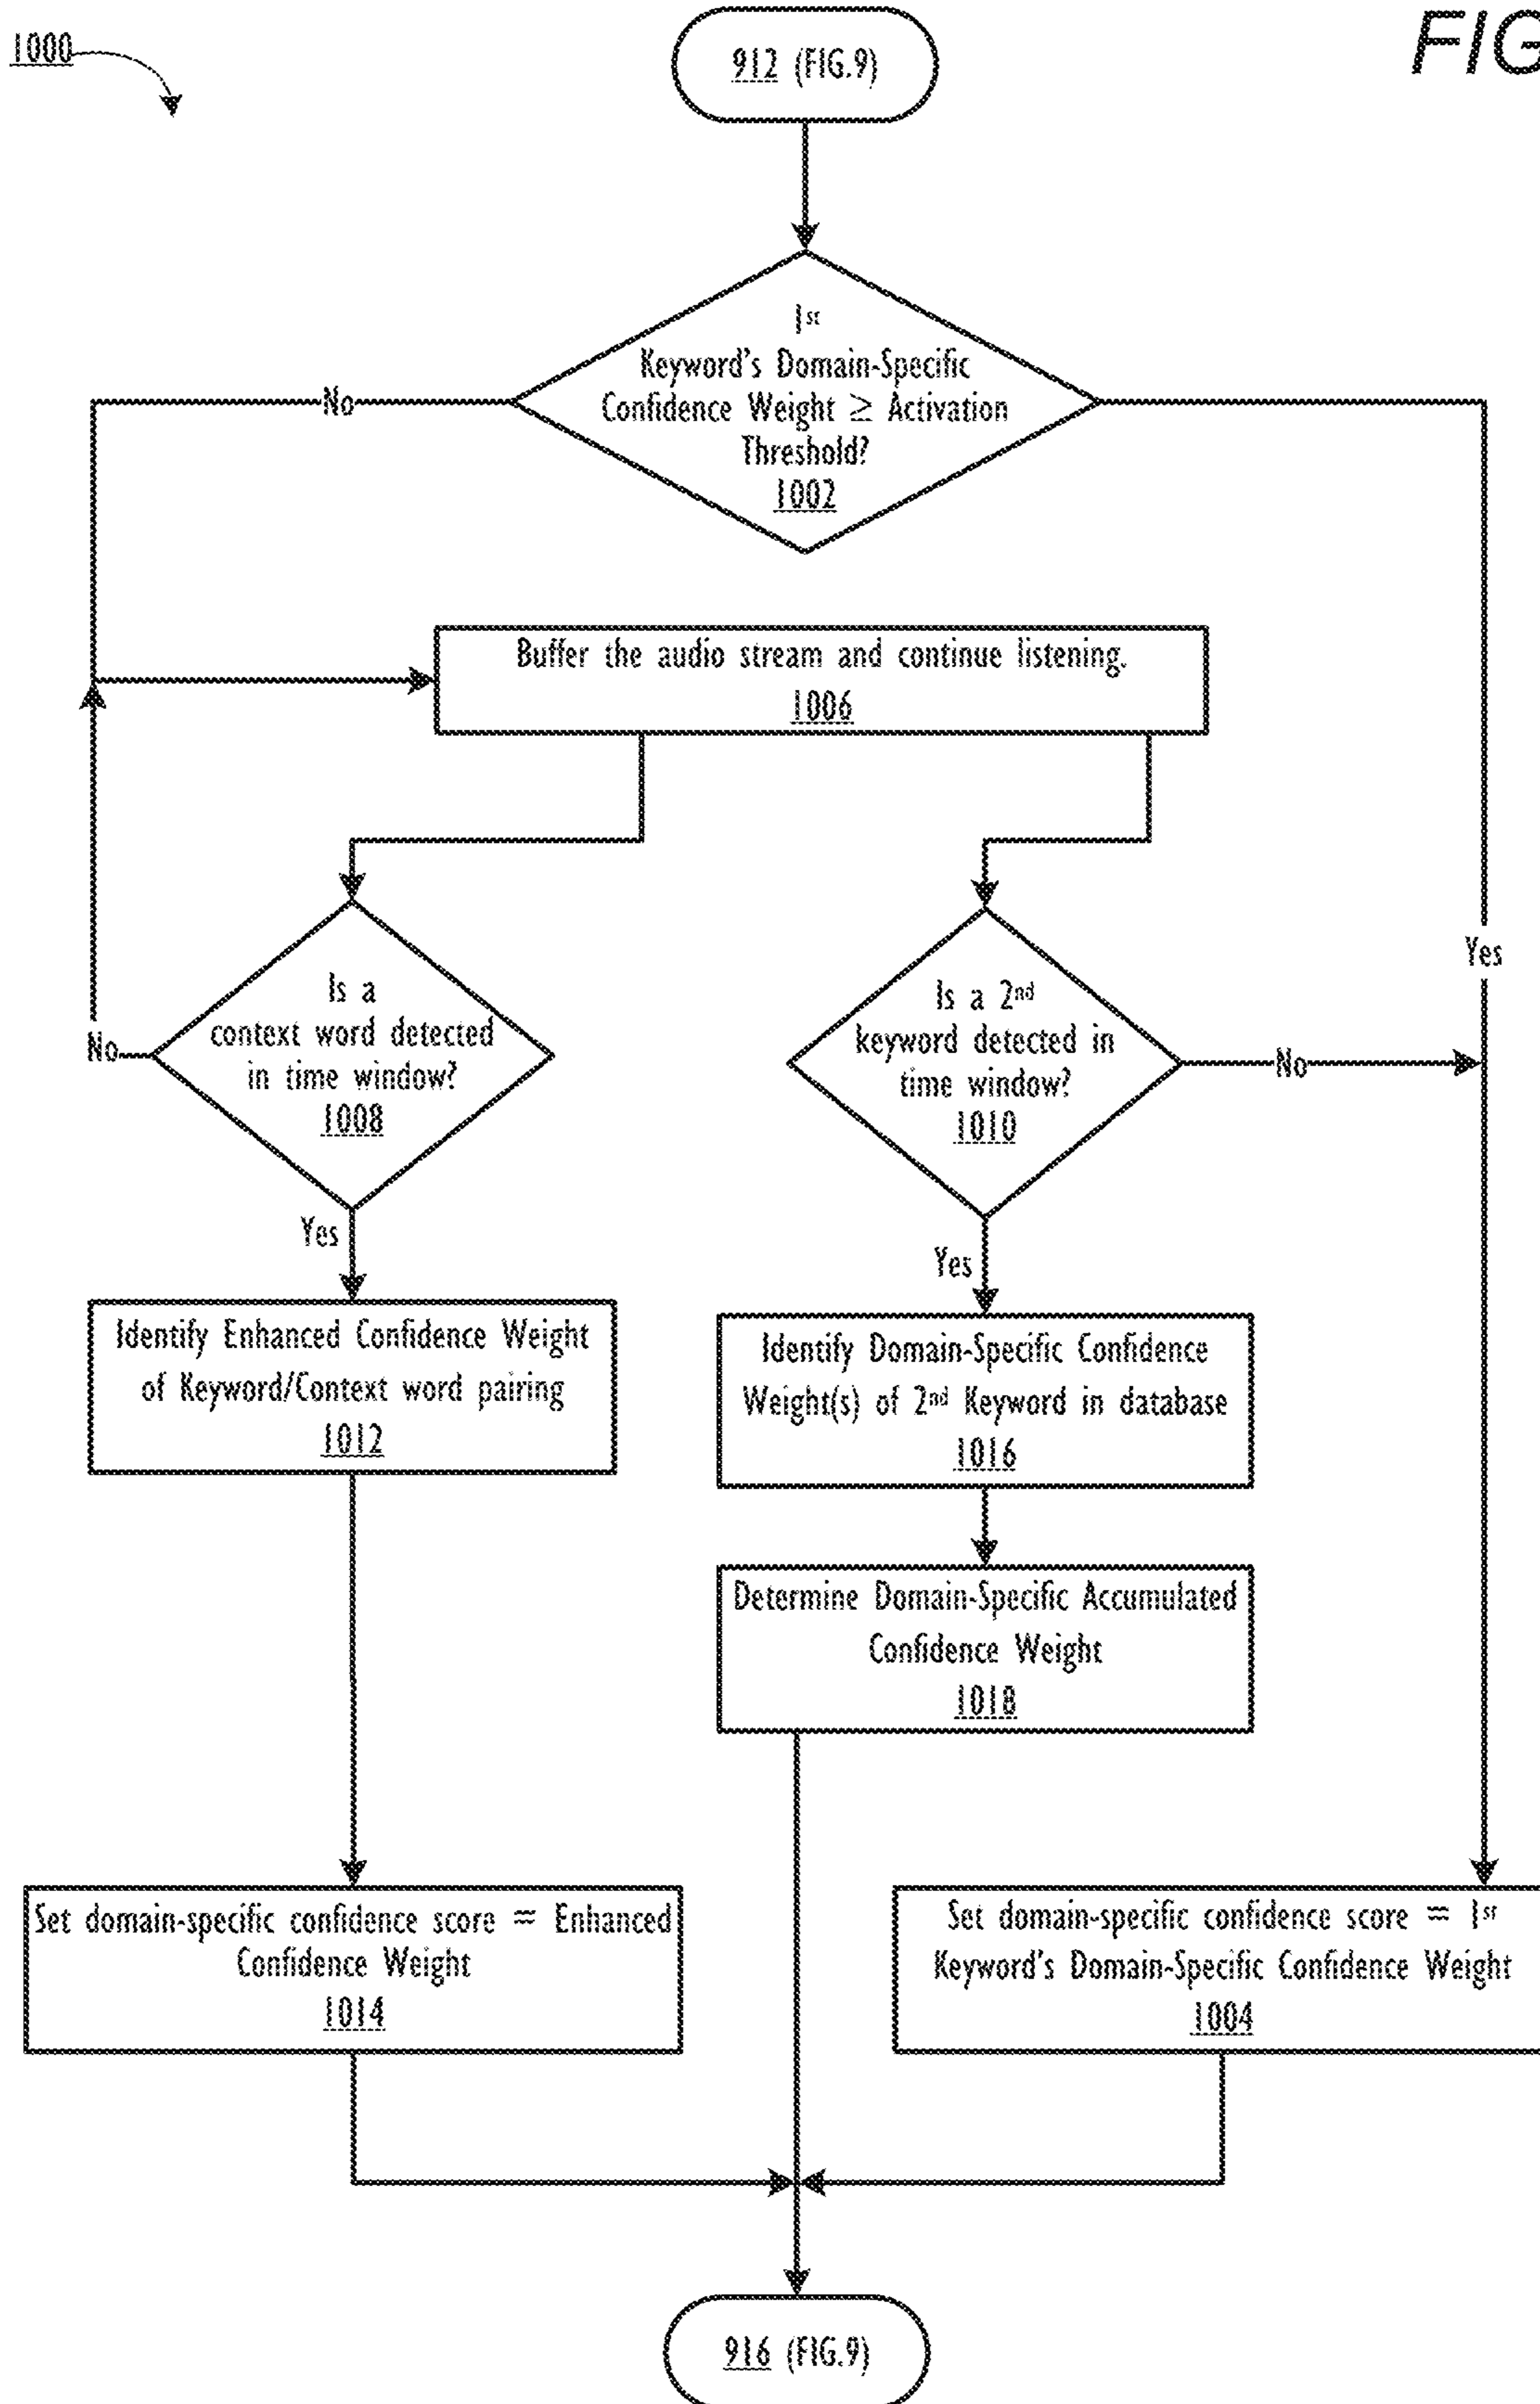 1000
912 (FIG.9)
FIG
1st
Keyword's Domain-Specific
Confidence Weight ≥ Activation
Threshold?
1002
No
Buffer the audio stream and continue listening.
1006
Yes
Is a
context word detected
in time window?
1008
No
Is a 2nd
keyword detected in
time window?
1010
No
Yes
Yes
Identify Enhanced Confidence Weight
of Keyword/Context word pairing
1012
Identify Domain-Specific Confidence
Weight(s) of 2nd Keyword in database
1016
Determine Domain-Specific Accumulated
Confidence Weight
1018
Set domain-specific confidence score = Enhanced
Confidence Weight
1014
Set domain-specific confidence score = 1st
Keyword's Domain-Specific Confidence Weight
1004
916 (FIG.9)